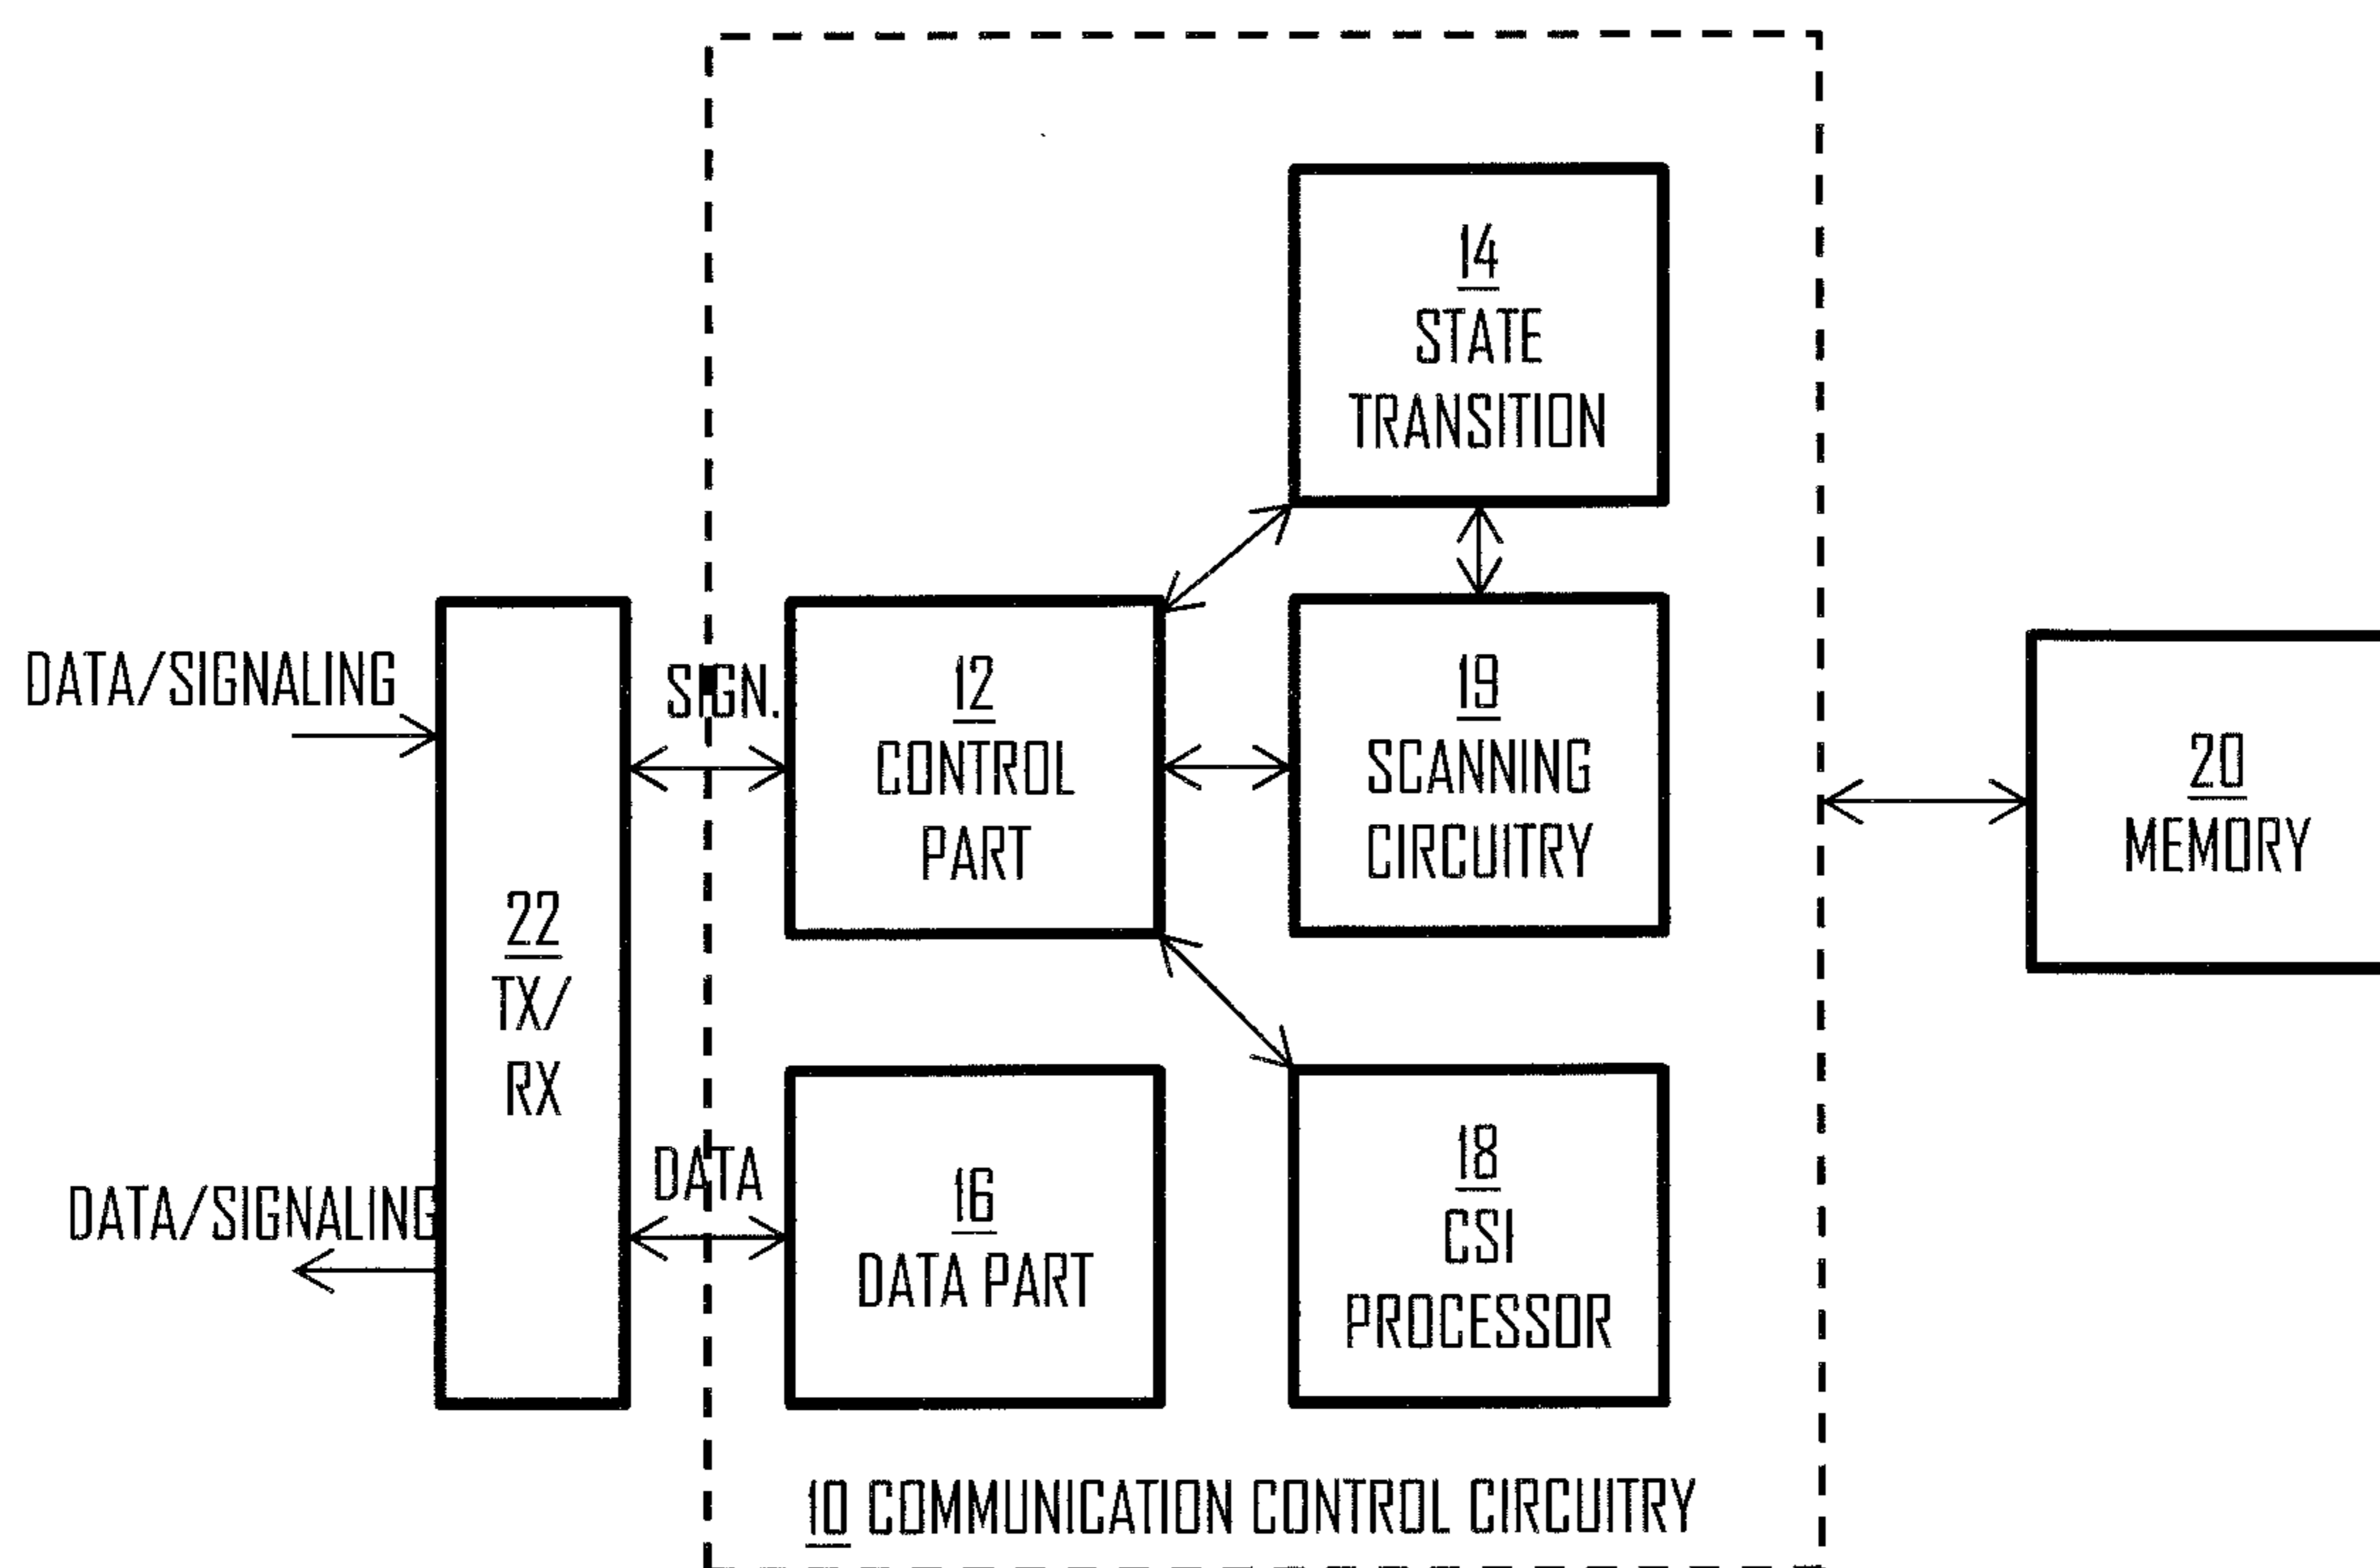 14
STATE
TRANSITION
DATA/SIGNALING
SIGN.
12
CONTROL
PART
19
SCANNING
CIRCUITRY
20
MEMORY
22
TX/
RX
DATA/SIGNALING
DATA
16
DATA PART
18
CSI
PROCESSOR
10 COMMUNICATION CONTROL CIRCUITRY